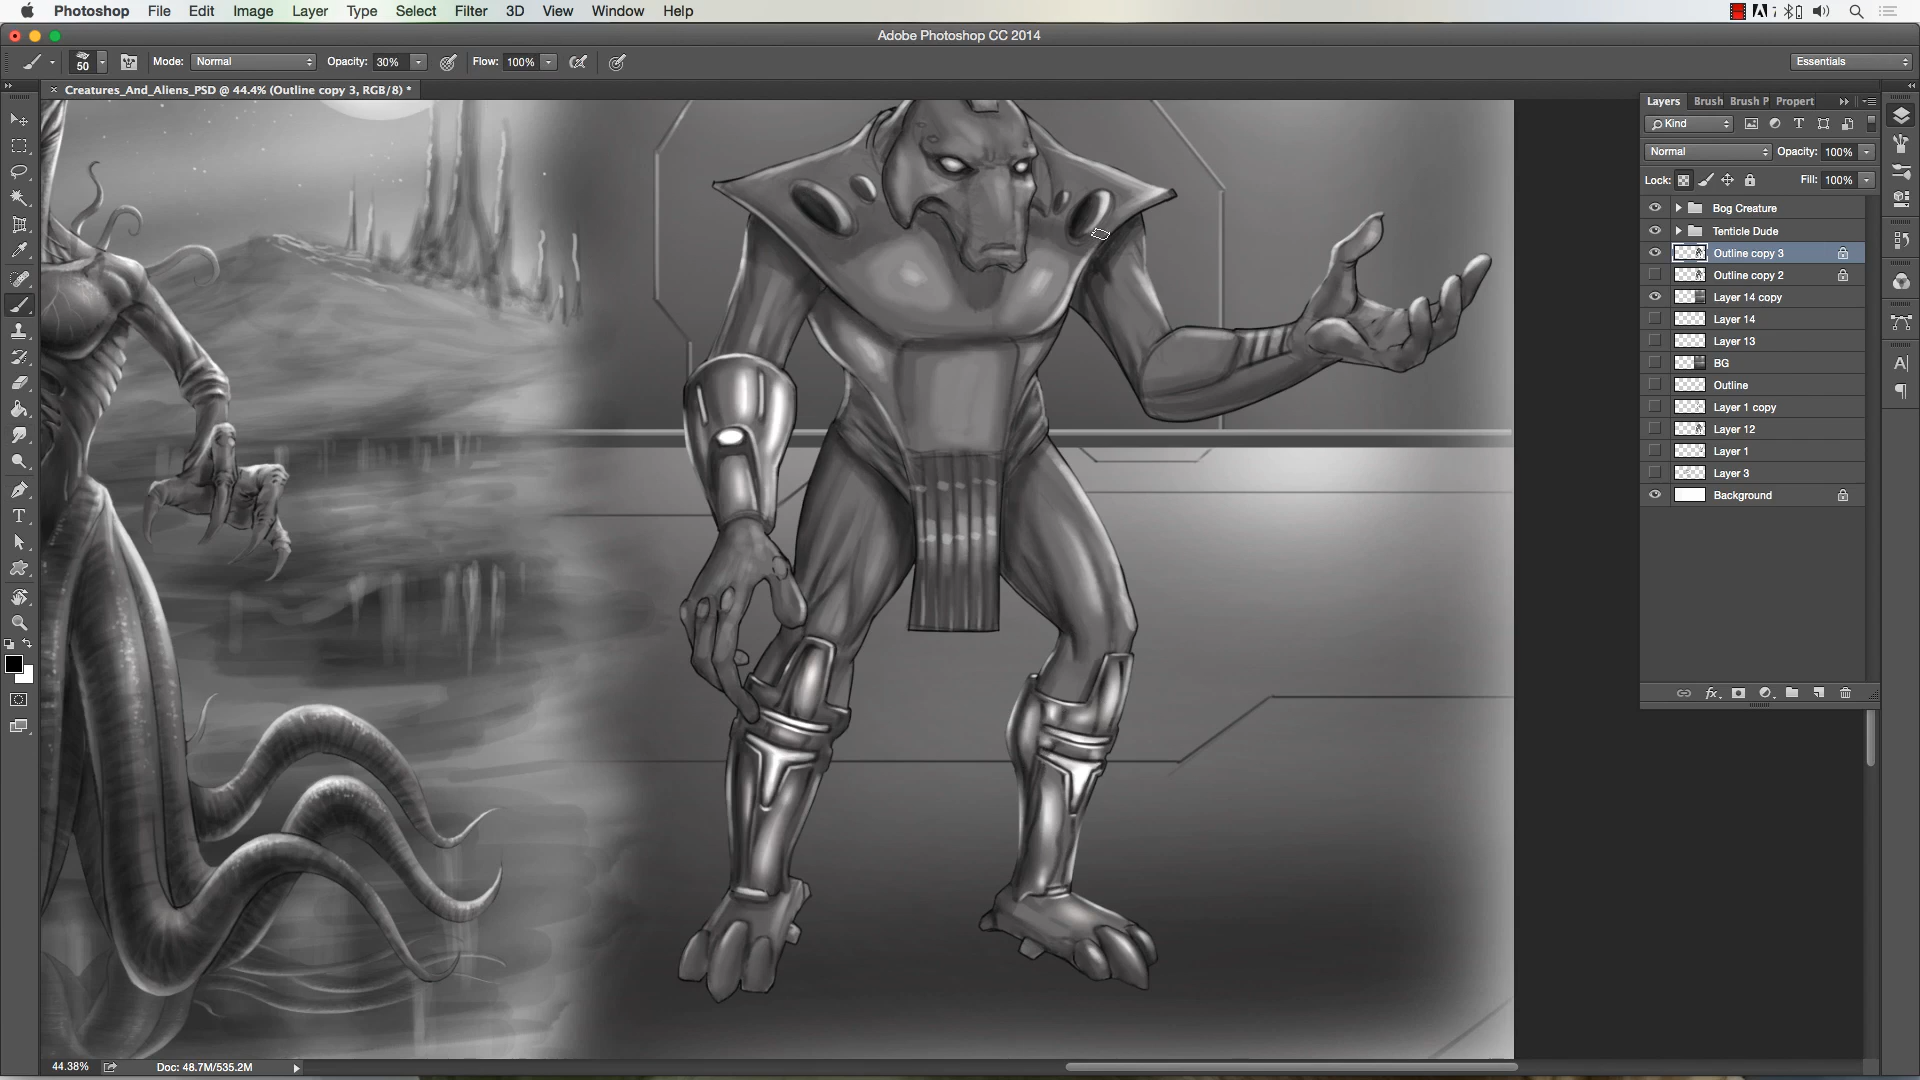 Photoshop File Edit Image Layer Type Select Filter 3D View Window Help
Adobe Photoshop CC 2014
50 Mode: Normal Opacity: 30% Flow: 100% Essentials
× Creatures_And_Aliens_PSD @ 44.4% (Outline copy 3, RGB/8) *
Layers Brush Brush P Propert
Kind
Normal Opacity: 100%
Lock: Fill: 100%
Bog Creature
Tenticle Dude
Outline copy 3
Outline copy 2
Layer 14 copy
Layer 14
Layer 13
BG
Outline
Layer 1 copy
Layer 12
Layer 1
Layer 3
Background
fx
44.38% Doc: 48.7M/535.2M